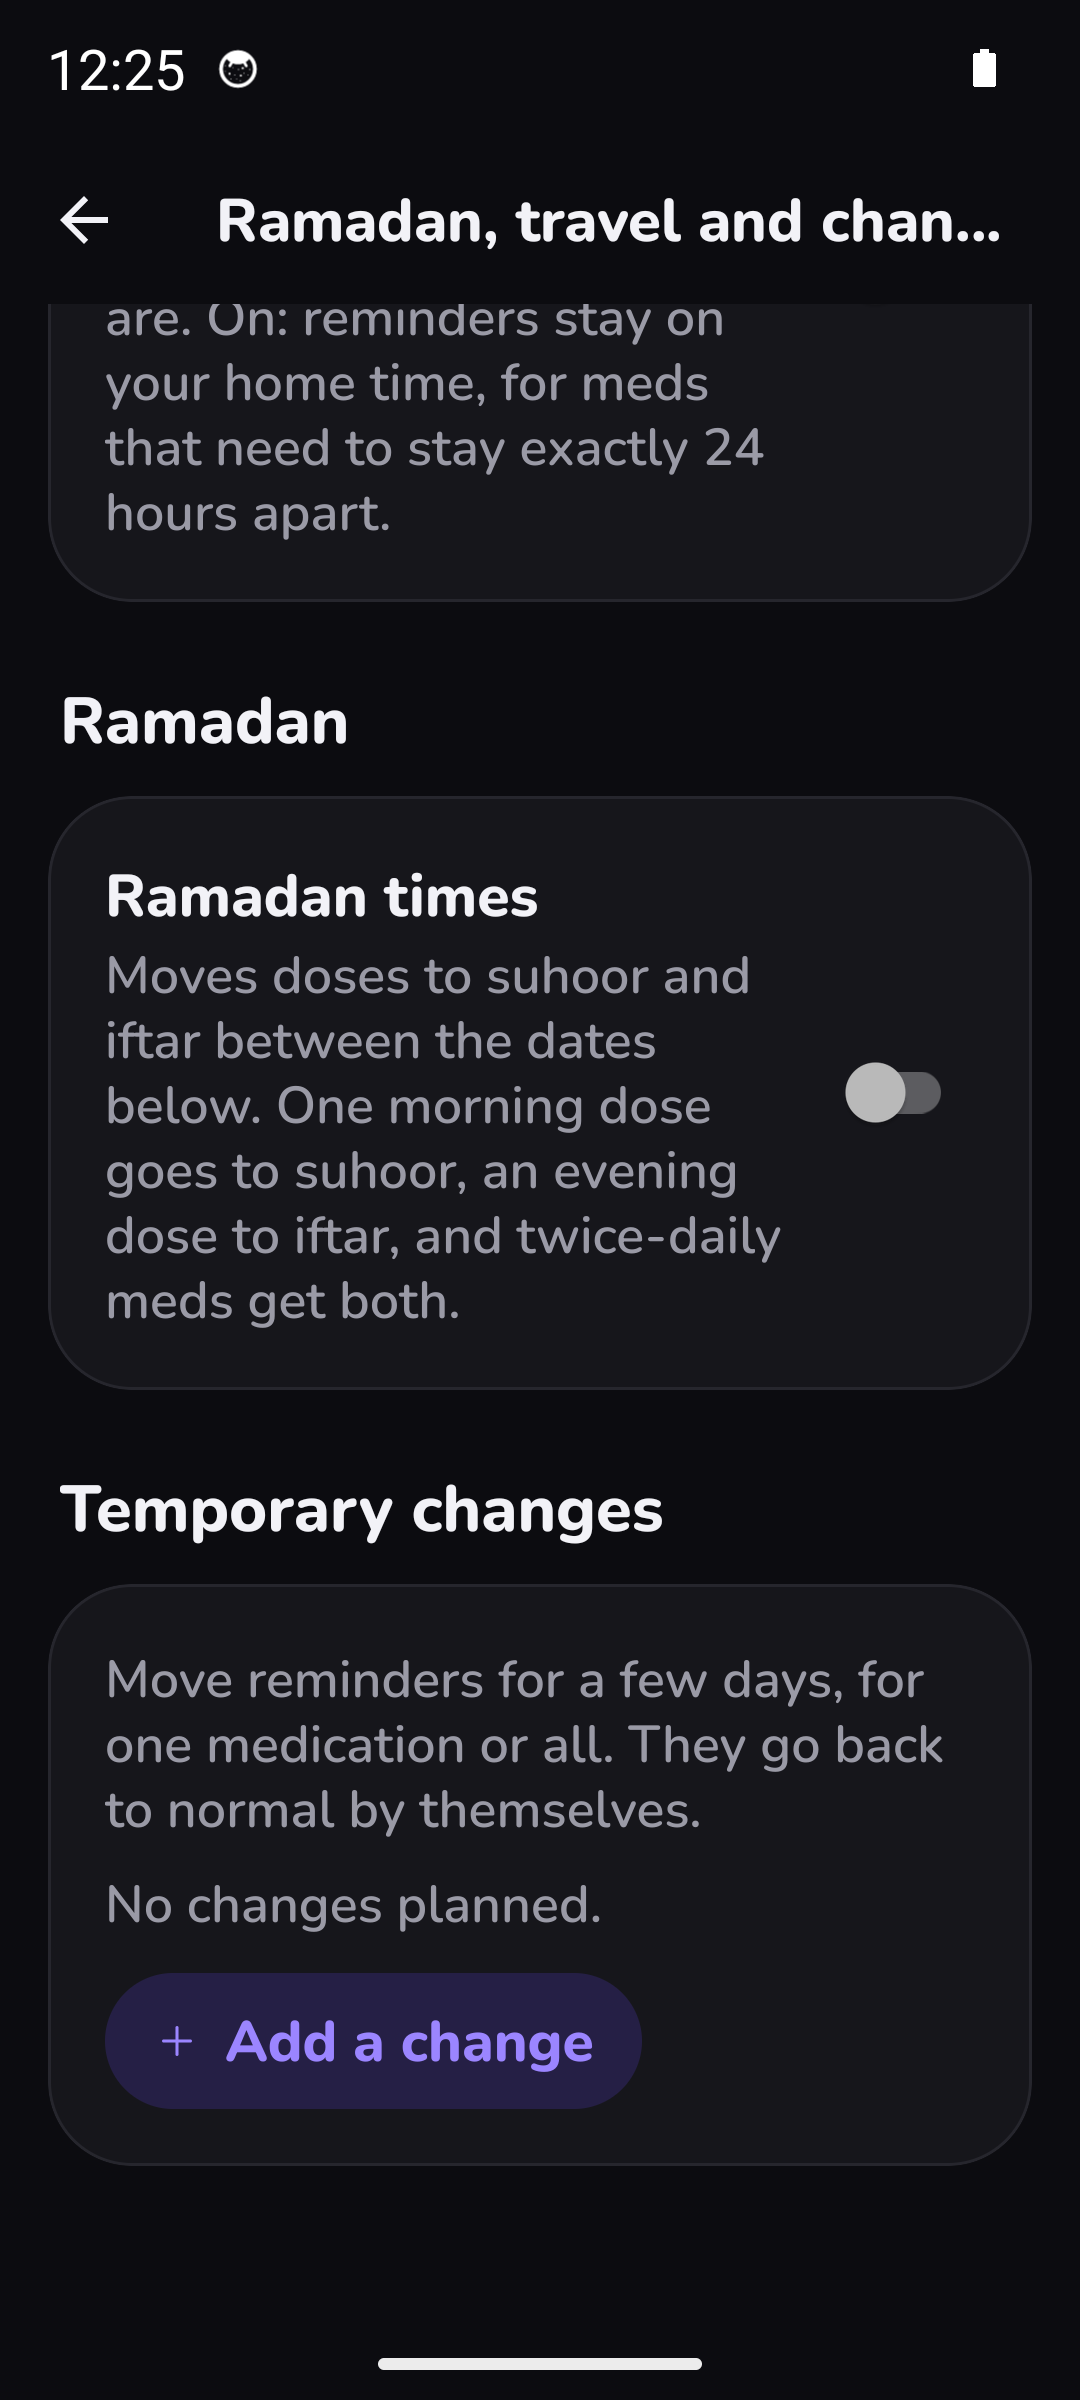 12:25
Ramadan, travel and chan...
are. On: reminders stay on
your home time, for meds
that need to stay exactly 24
hours apart.
Ramadan
Ramadan times
Moves doses to suhoor and
iftar between the dates
below. One morning dose
goes to suhoor, an evening
dose to iftar, and twice-daily
meds get both.
Temporary changes
Move reminders for a few days, for
one medication or all. They go back
to normal by themselves.
No changes planned.
+ Add a change